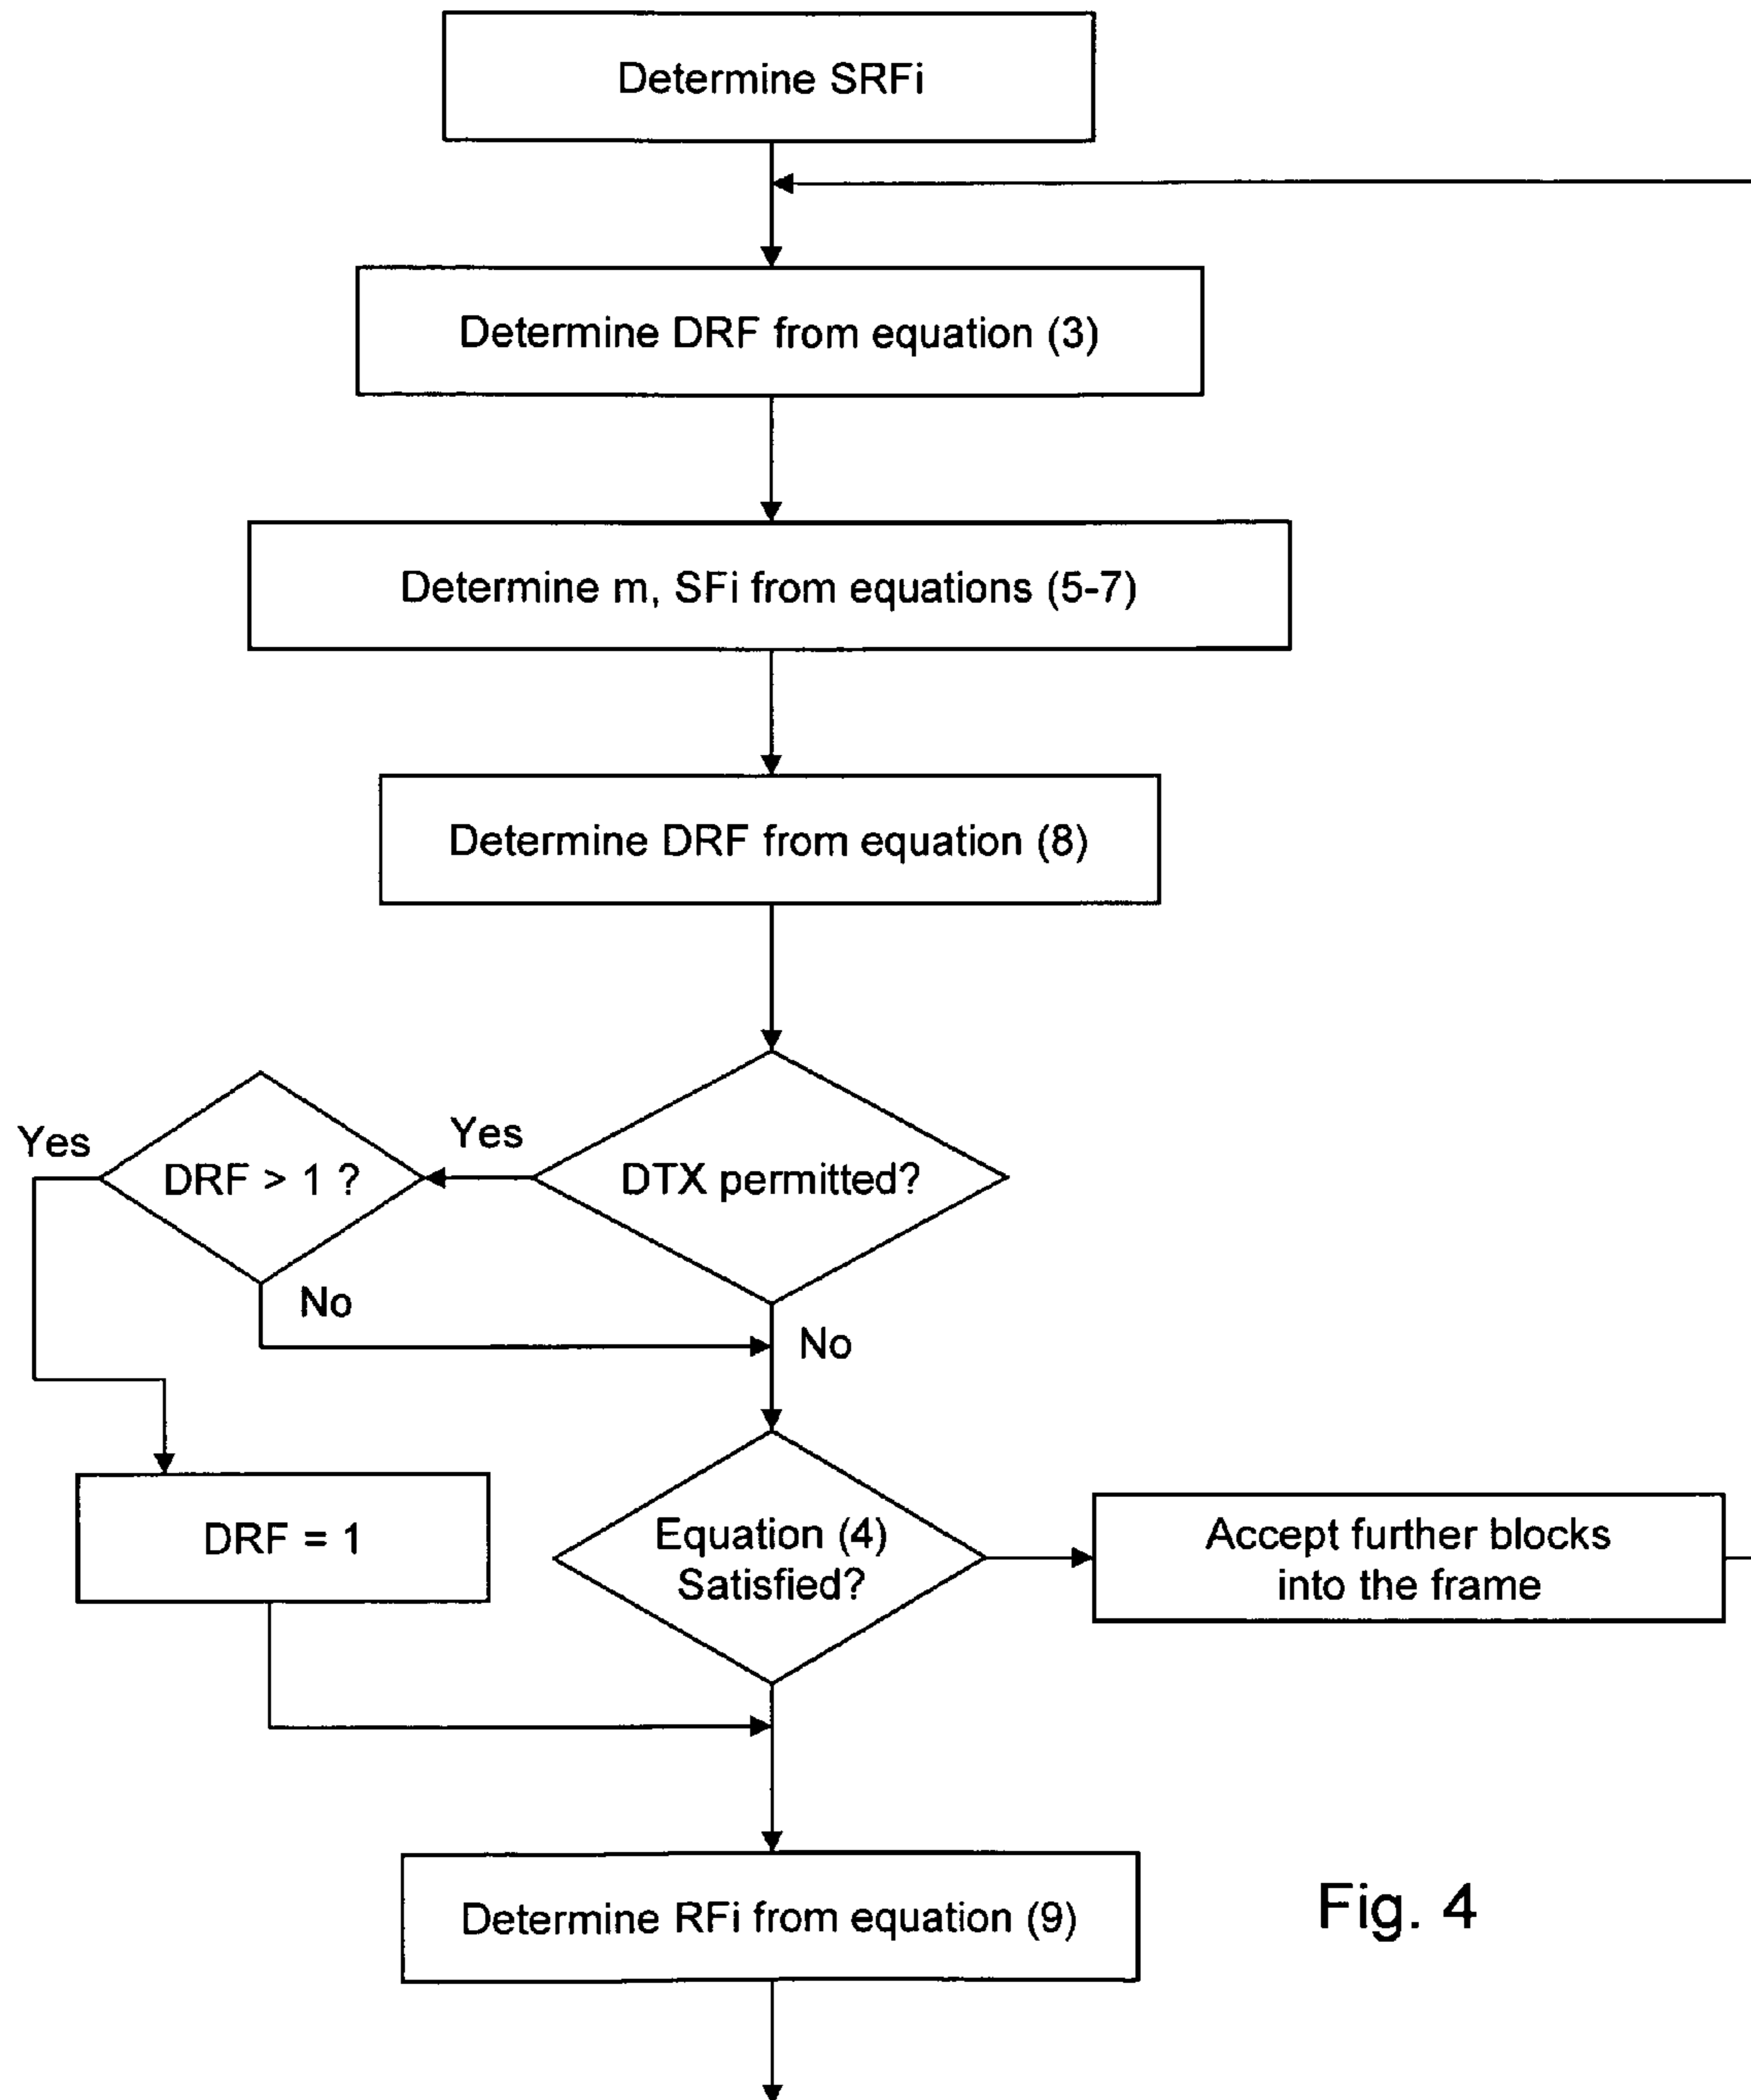 Determine SRFi
Determine DRF from equation (3)
Determine m, SFi from equations (5-7)
Determine DRF from equation (8)
Yes
DRF > 1 ?
Yes
DTX permitted?
No
No
DRF = 1
Equation (4)
Satisfied?
Accept further blocks
into the frame
Determine RFi from equation (9)
Fig. 4